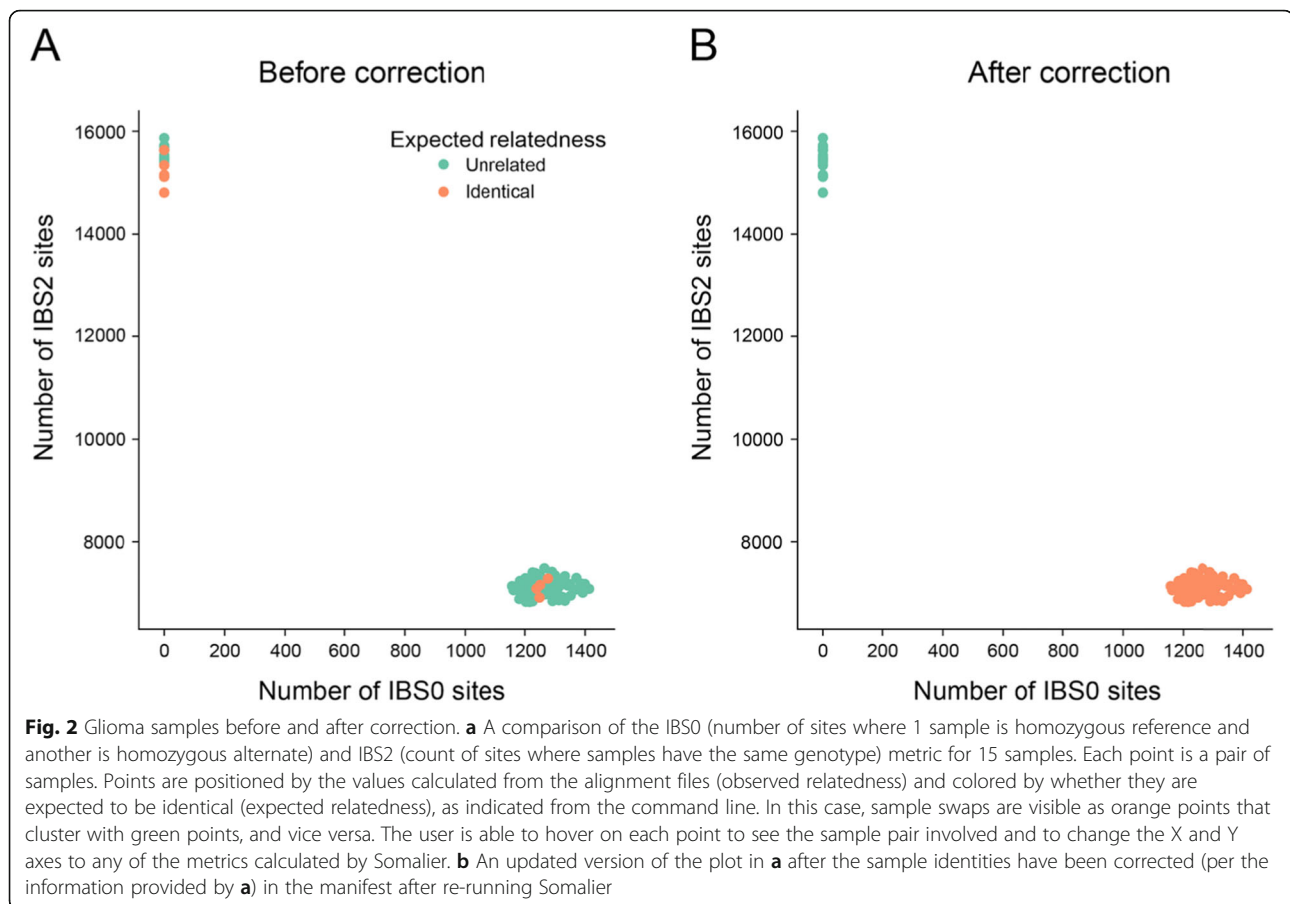 A
Before correction
Expected relatedness
Unrelated
Identical
16000
14000
12000
10000
8000
Number of IBS2 sites
0 200 400 600 800 1000 1200 1400
Number of IBS0 sites
B
After correction
16000
14000
12000
10000
8000
Number of IBS2 sites
0 200 400 600 800 1000 1200 1400
Number of IBS0 sites
Fig. 2 Glioma samples before and after correction. a A comparison of the IBS0 (number of sites where 1 sample is homozygous reference and
another is homozygous alternate) and IBS2 (count of sites where samples have the same genotype) metric for 15 samples. Each point is a pair of
samples. Points are positioned by the values calculated from the alignment files (observed relatedness) and colored by whether they are
expected to be identical (expected relatedness), as indicated from the command line. In this case, sample swaps are visible as orange points that
cluster with green points, and vice versa. The user is able to hover on each point to see the sample pair involved and to change the X and Y
axes to any of the metrics calculated by Somalier. b An updated version of the plot in a after the sample identities have been corrected (per the
information provided by a) in the manifest after re-running Somalier